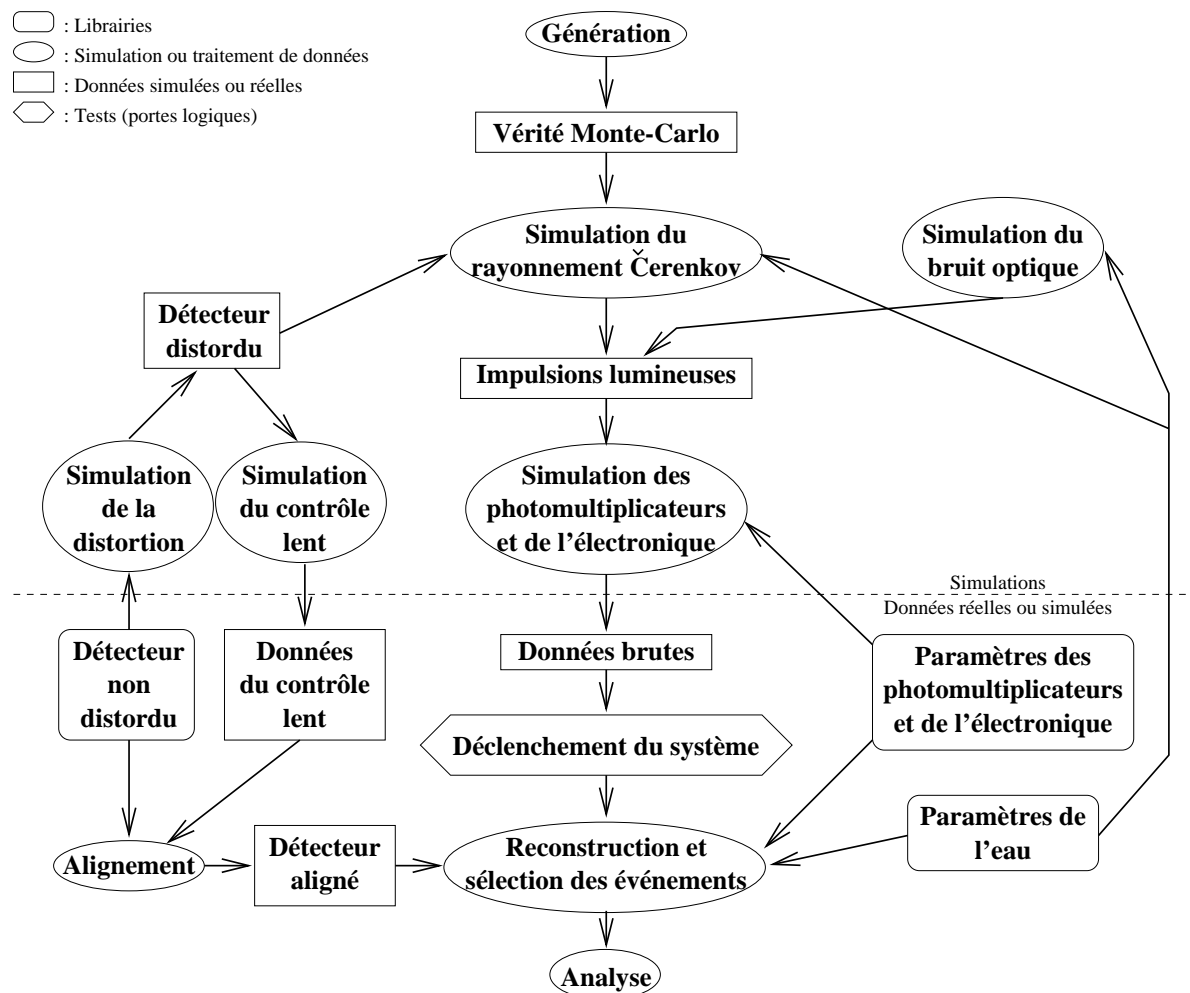 : Librairies
: Simulation ou traitement de données
: Données simulées ou réelles
: Tests (portes logiques)
Génération
Vérité Monte-Carlo
Simulation du
rayonnement Čerenkov
Simulation du
bruit optique
Détecteur
distordu
Impulsions lumineuses
Simulation
de la
distortion
Simulation
du contrôle
lent
Simulation des
photomultiplicateurs
et de l'électronique
Simulations
Données réelles ou simulées
Détecteur
non
distordu
Données
du contrôle
lent
Données brutes
Paramètres des
photomultiplicateurs
et de l'électronique
Déclenchement du système
Paramètres de
l'eau
Alignement
Détecteur
aligné
Reconstruction et
sélection des événements
Analyse